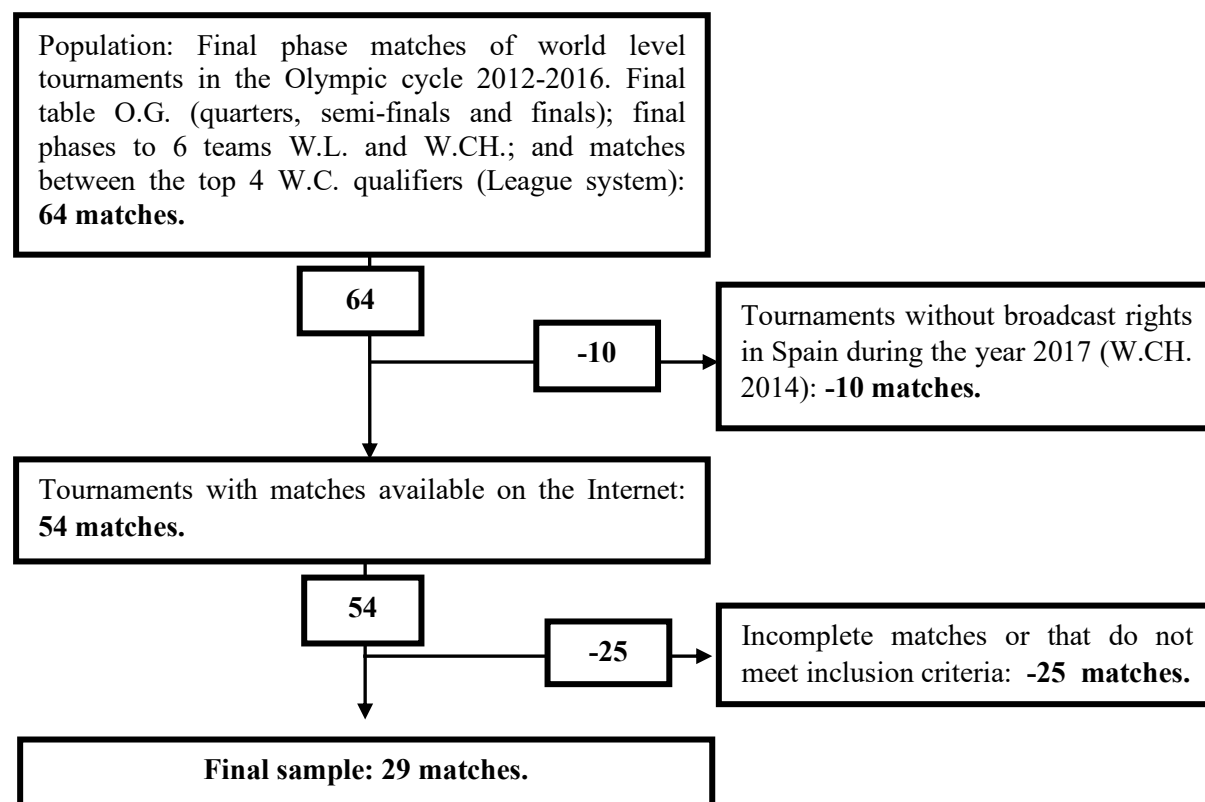 Population: Final phase matches of world level
tournaments in the Olympic cycle 2012-2016. Final
table O.G. (quarters, semi-finals and finals); final
phases to 6 teams W.L. and W.CH.; and matches
between the top 4 W.C. qualifiers (League system):
64 matches.
64
-10
Tournaments without broadcast rights
in Spain during the year 2017 (W.CH.
2014): -10 matches.
Tournaments with matches available on the Internet:
54 matches.
54
-25
Incomplete matches or that do not
meet inclusion criteria: -25 matches.
Final sample: 29 matches.